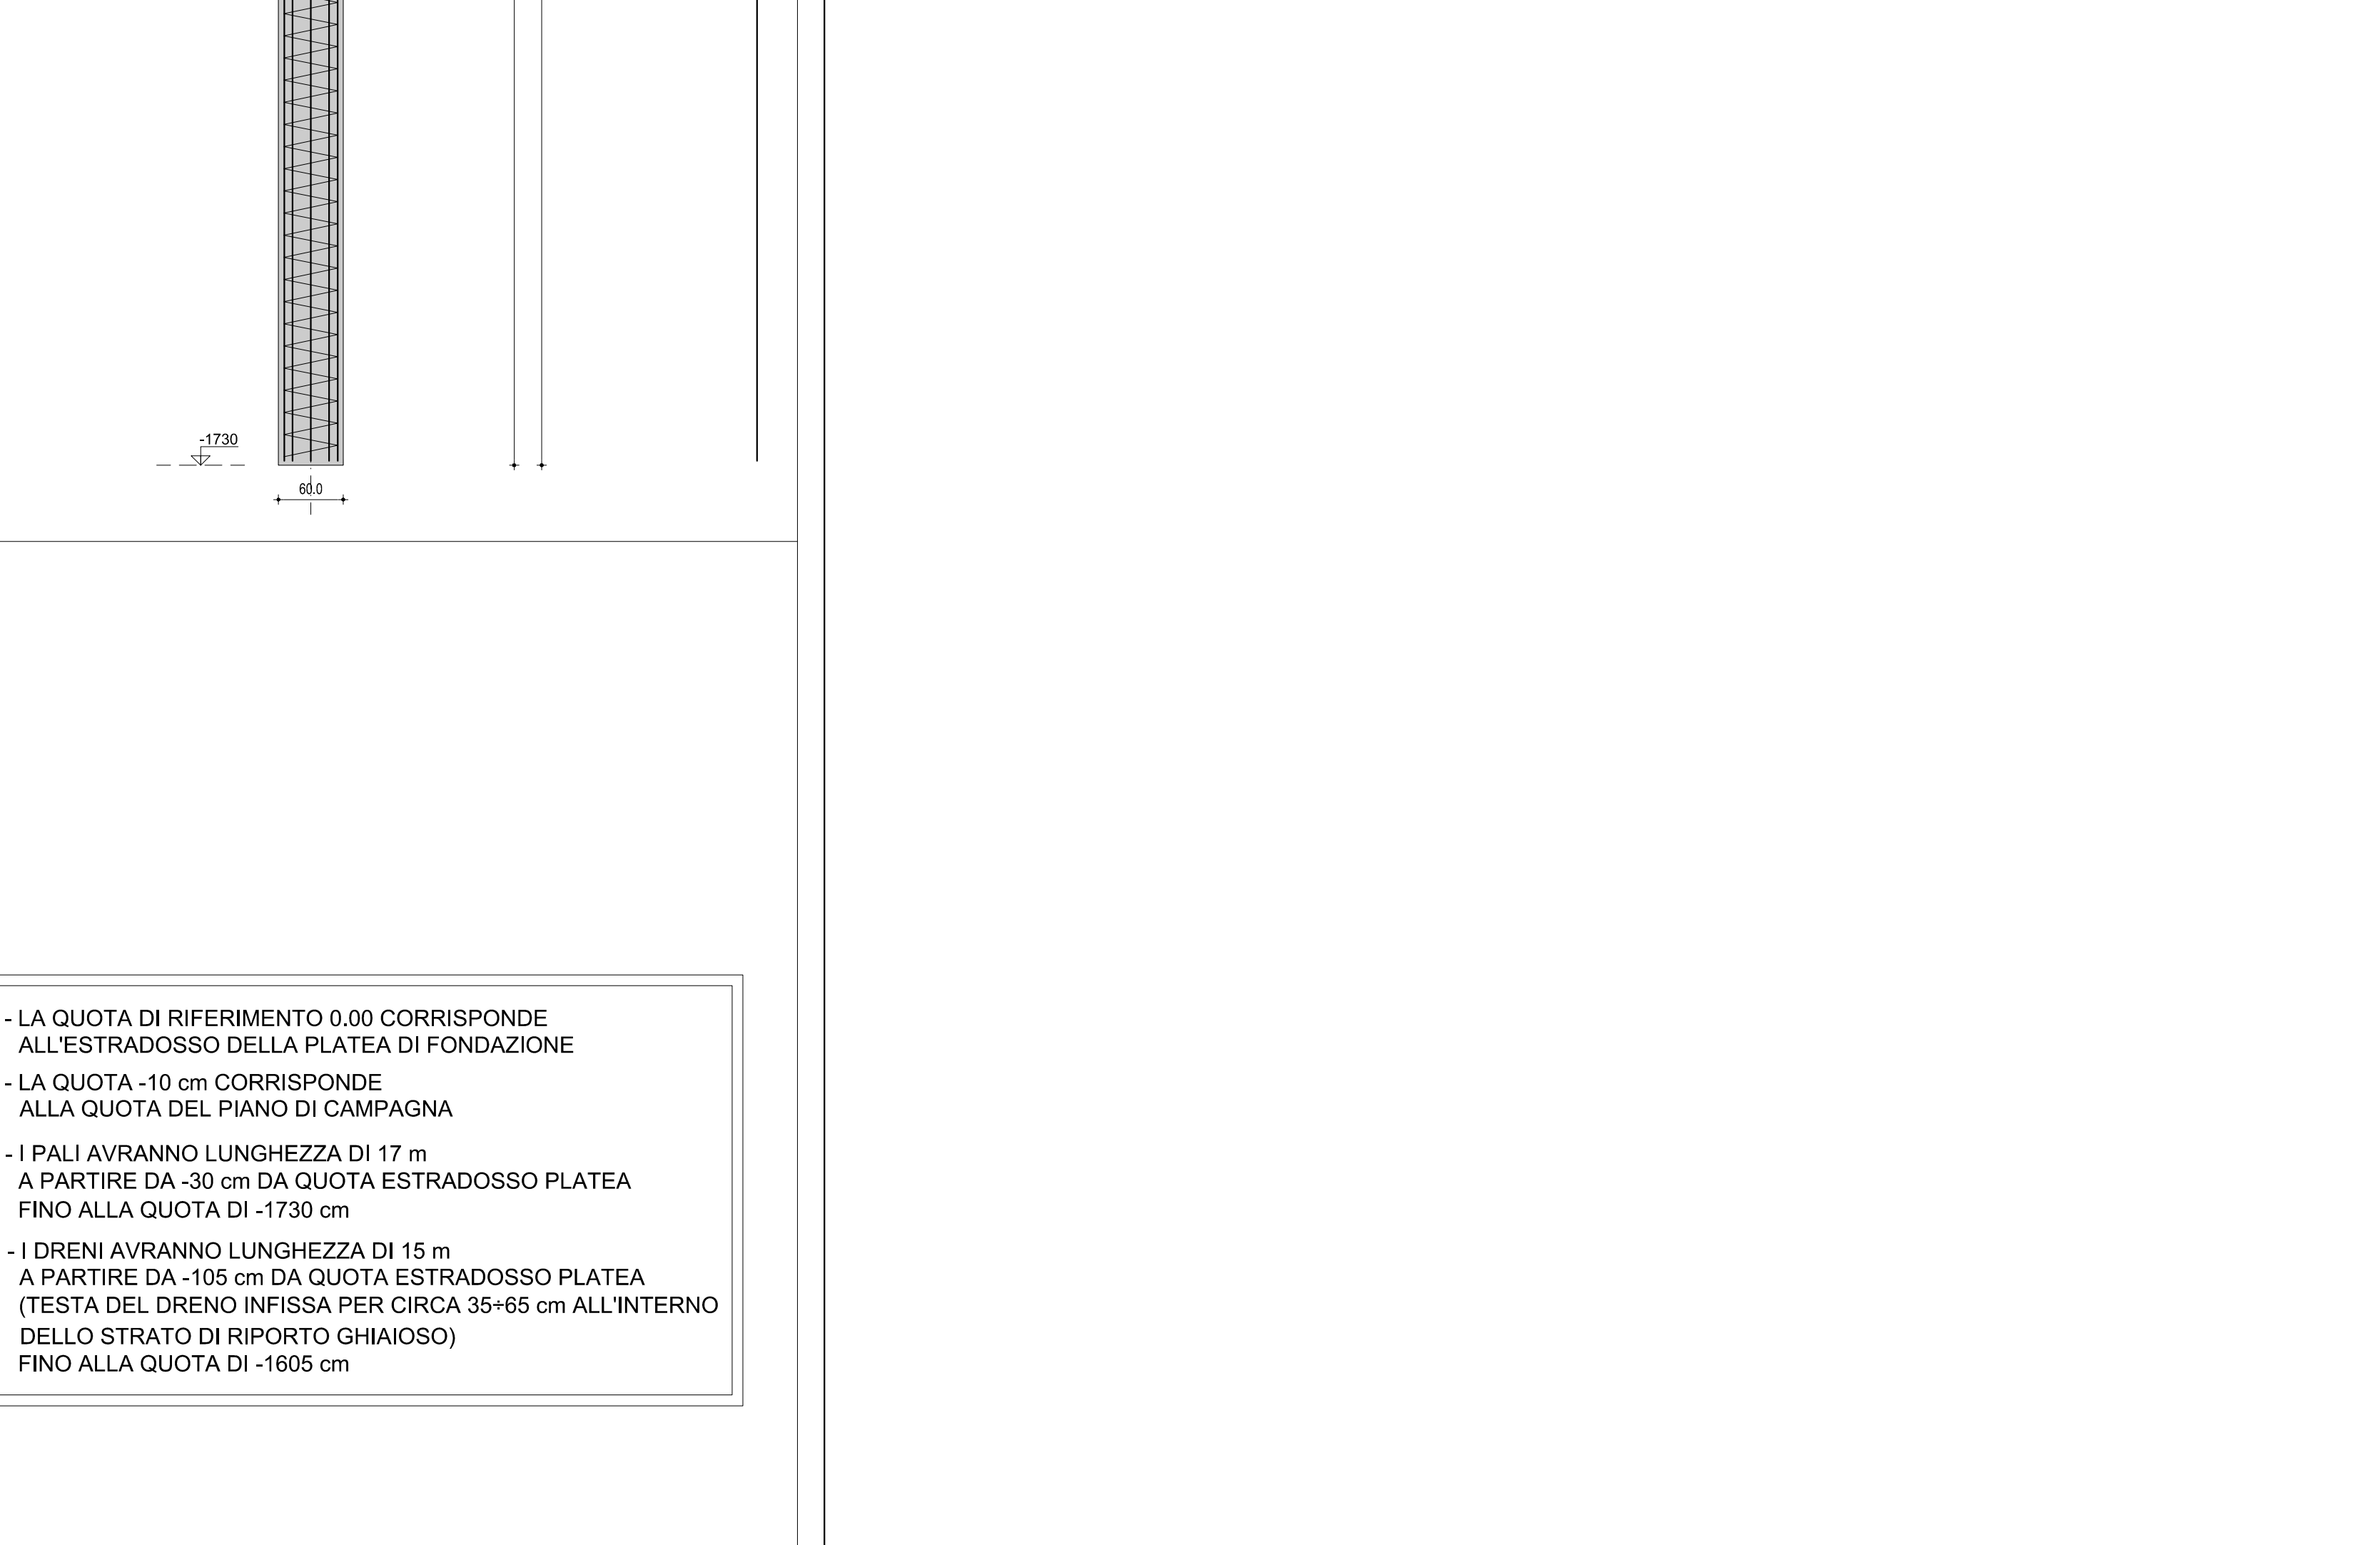 -1730
60.0
- LA QUOTA DI RIFERIMENTO 0.00 CORRISPONDE
ALL'ESTRADOSSO DELLA PLATEA DI FONDAZIONE
- LA QUOTA -10 cm CORRISPONDE
ALLA QUOTA DEL PIANO DI CAMPAGNA
- I PALI AVRANNO LUNGHEZZA DI 17 m
A PARTIRE DA -30 cm DA QUOTA ESTRADOSSO PLATEA
FINO ALLA QUOTA DI -1730 cm
- I DRENI AVRANNO LUNGHEZZA DI 15 m
A PARTIRE DA -105 cm DA QUOTA ESTRADOSSO PLATEA
(TESTA DEL DRENO INFISSA PER CIRCA 35÷65 cm ALL'INTERNO
DELLO STRATO DI RIPORTO GHIAIOSO)
FINO ALLA QUOTA DI -1605 cm